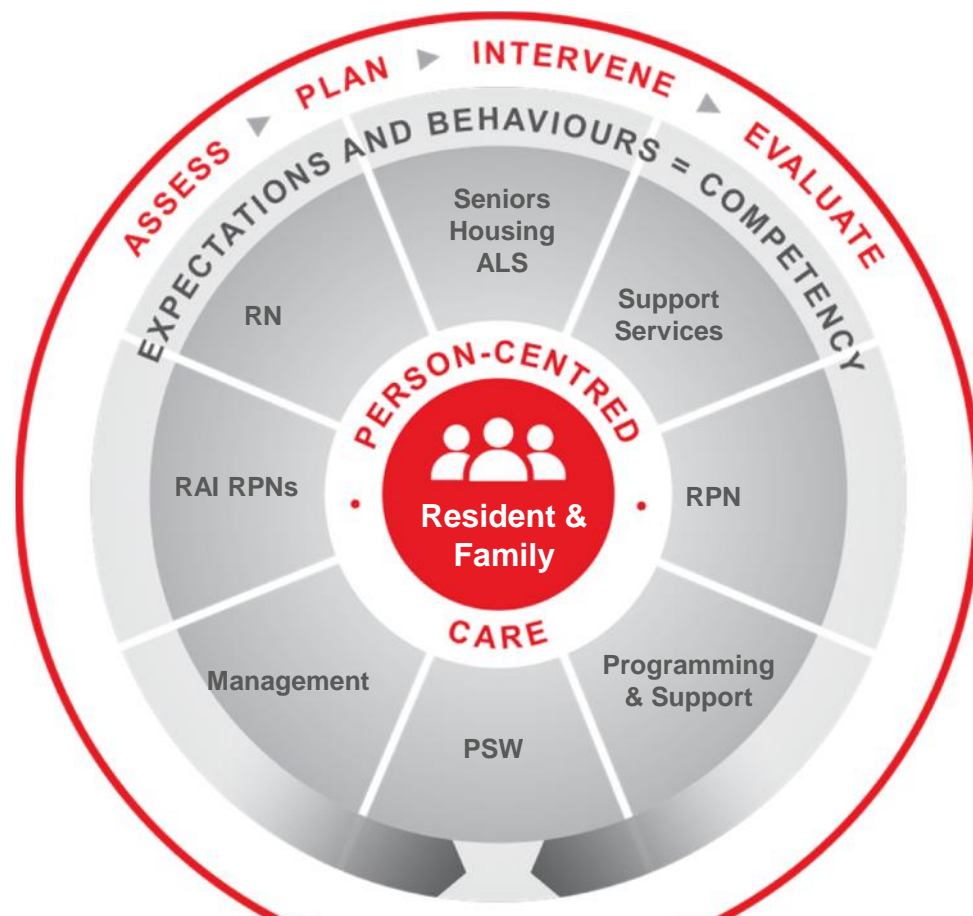 ASSESS ▶ PLAN ▶ INTERVENE ▶ EVALUATE
EXPECTATIONS AND BEHAVIOURS = COMPETENCY
Seniors
Housing
ALS
Support
Services
RPN
Programming
& Support
PSW
Management
RAI RPNs
RN
PERSON-CENTRED
CARE
Resident &
Family